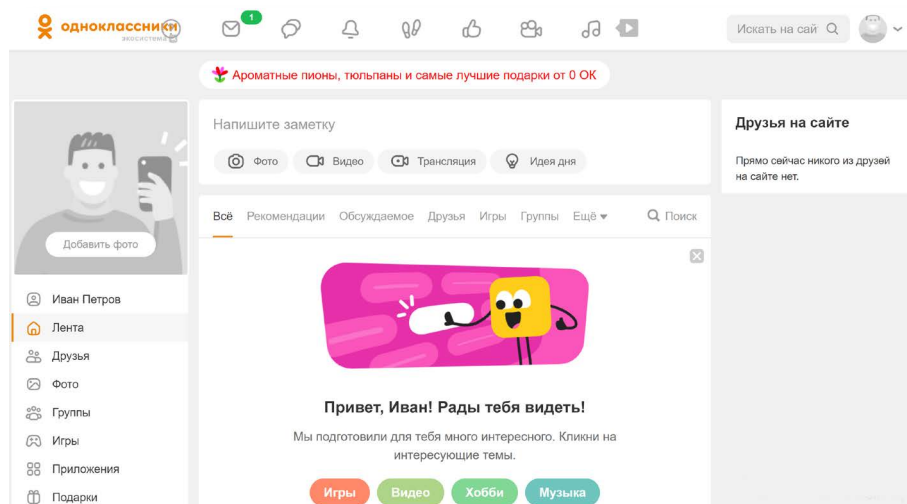 одноклассники
экосистема
1
Искать на сай
Ароматные пионы, тюльпаны и самые лучшие подарки от 0 ОК
Добавить фото
Иван Петров
Лента
Друзья
Фото
Группы
Игры
Приложения
Подарки
Напишите заметку
Фото Видео Трансляция Идея дня
Всё Рекомендации Обсуждаемое Друзья Игры Группы Ещё Поиск
Привет, Иван! Рады тебя видеть!
Мы подготовили для тебя много интересного. Кликни на
интересующие темы.
Игры Видео Хобби Музыка
Друзья на сайте
Прямо сейчас никого из друзей
на сайте нет.